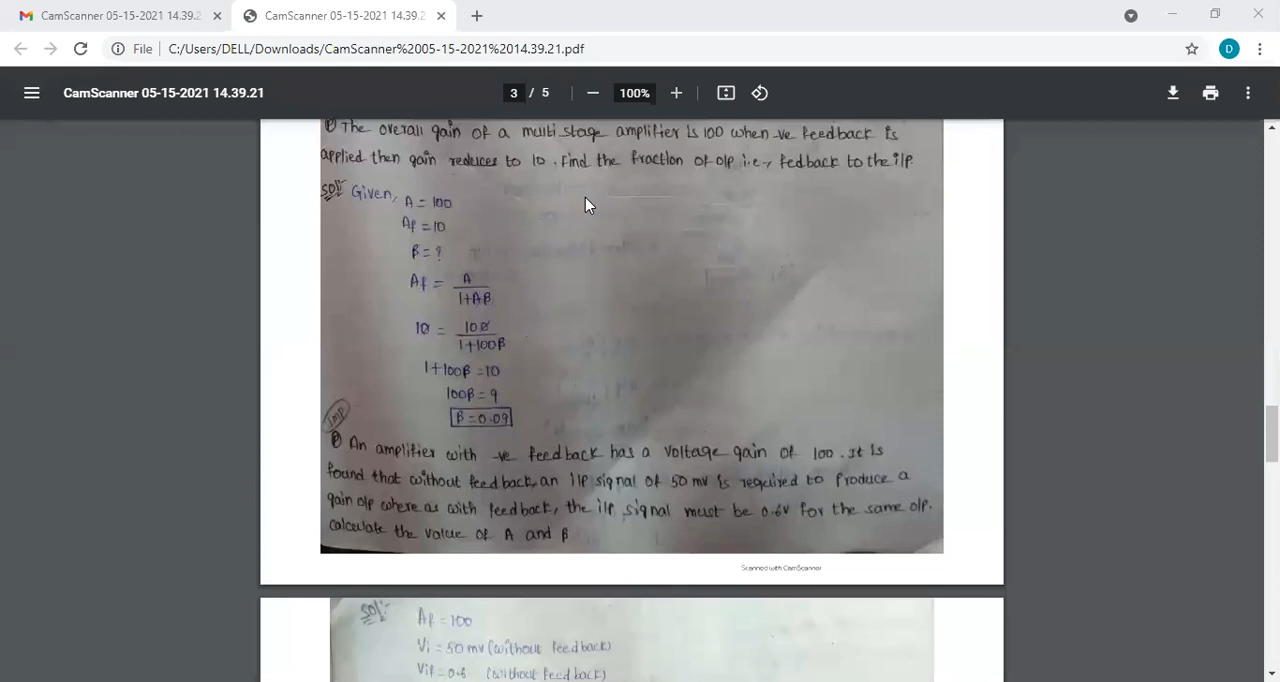 CamScanner 05-15-2021 14.39.2
CamScanner 05-15-2021 14.39.2
File
C:/Users/DELL/Downloads/CamScanner%2005-15-2021%2014.39.21.pdf
D
CamScanner 05-15-2021 14.39.21
3 / 5
100%
The overall gain of a multi stage amplifier is 100 when -ve feedback is
applied then gain reduces to 10. Find the fraction of o/p i.e., fedback to the i/p.
Sol: Given, A = 100
Af = 10
β = ?
Af = A / 1+Aβ
10 = 100 / 1+100β
1+100β = 10
100β = 9
β = 0.09
IMP
An amplifier with -ve feedback has a voltage gain of 100. It is
found that without feedback, an i/p signal of 50 mv is required to produce a
gain o/p where as with feedback, the i/p signal must be 0.6v for the same o/p.
calculate the value of A and β
Scanned with CamScanner
Sol:
Af = 100
Vi = 50 mv (without feedback)
Vif = 0.6 (without feedback)